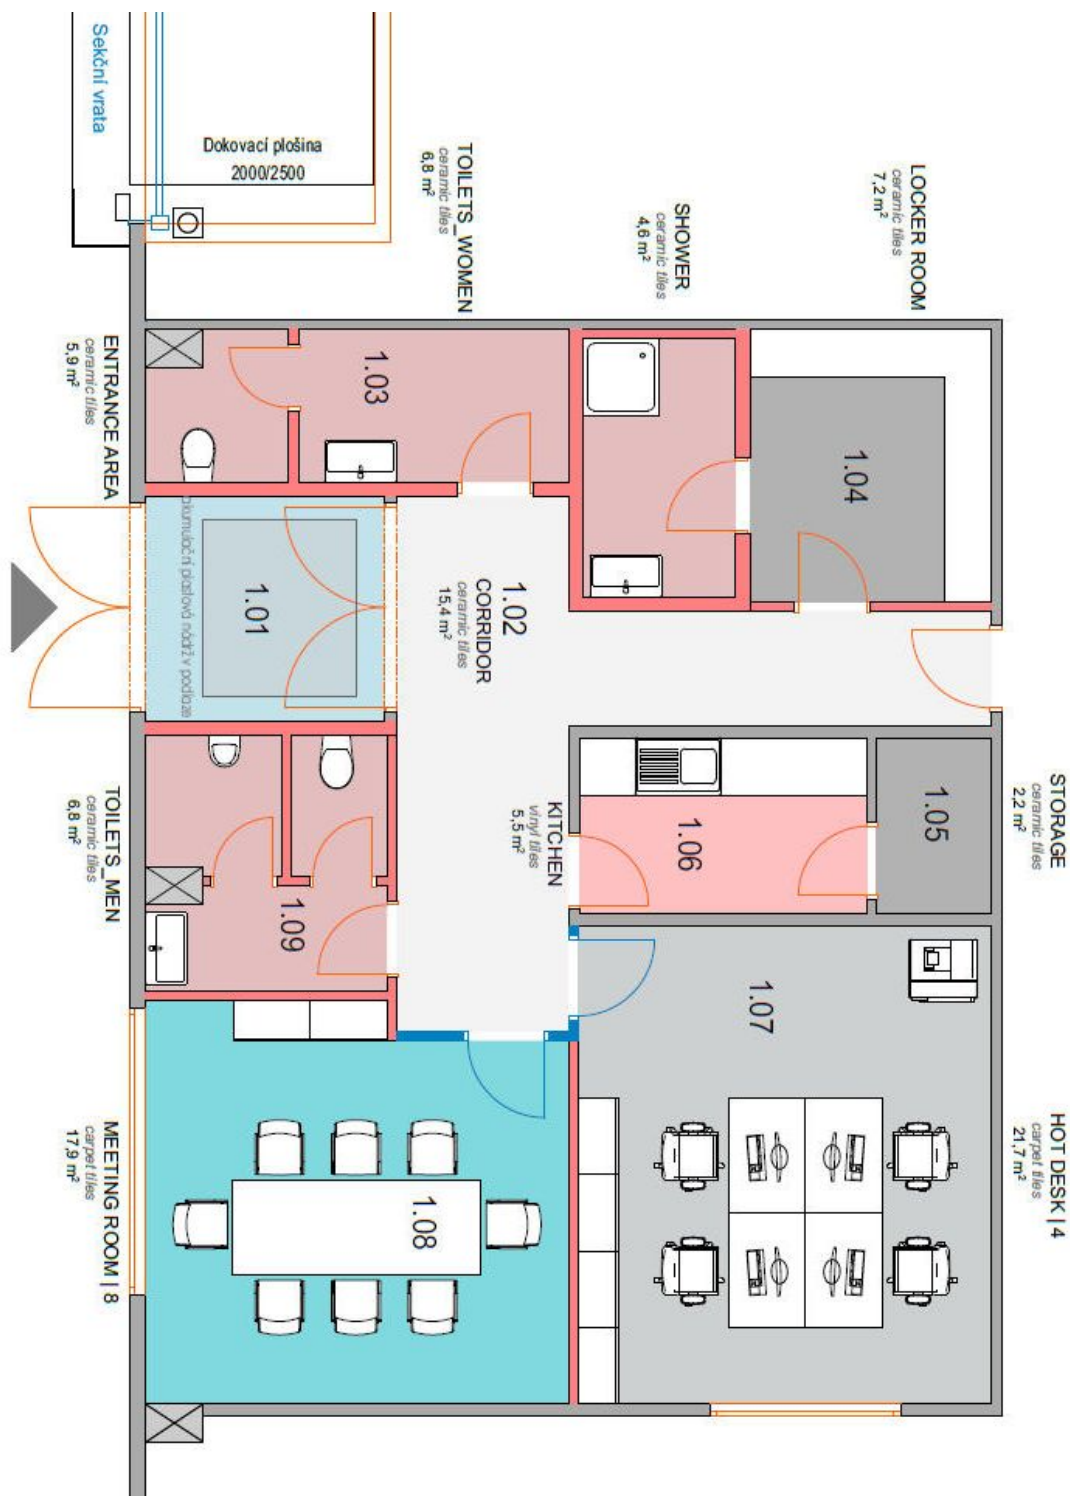 Sekční vrata
Dokovací plošina
2000/2500
TOILETS_WOMEN
ceramic tiles
6,8 m²
SHOWER
ceramic tiles
4,6 m²
LOCKER ROOM
ceramic tiles
7,2 m²
ENTRANCE AREA
ceramic tiles
5,9 m²
1.03
1.04
akumulační plastová nádrž v podlaze
1.01
1.02
CORRIDOR
ceramic tiles
15,4 m²
TOILETS_MEN
ceramic tiles
6,8 m²
1.09
KITCHEN
vinyl tiles
5,5 m²
1.06
1.05
STORAGE
ceramic tiles
2,2 m²
1.07
HOT DESK | 4
carpet tiles
21,7 m²
MEETING ROOM | 8
carpet tiles
17,9 m²
1.08